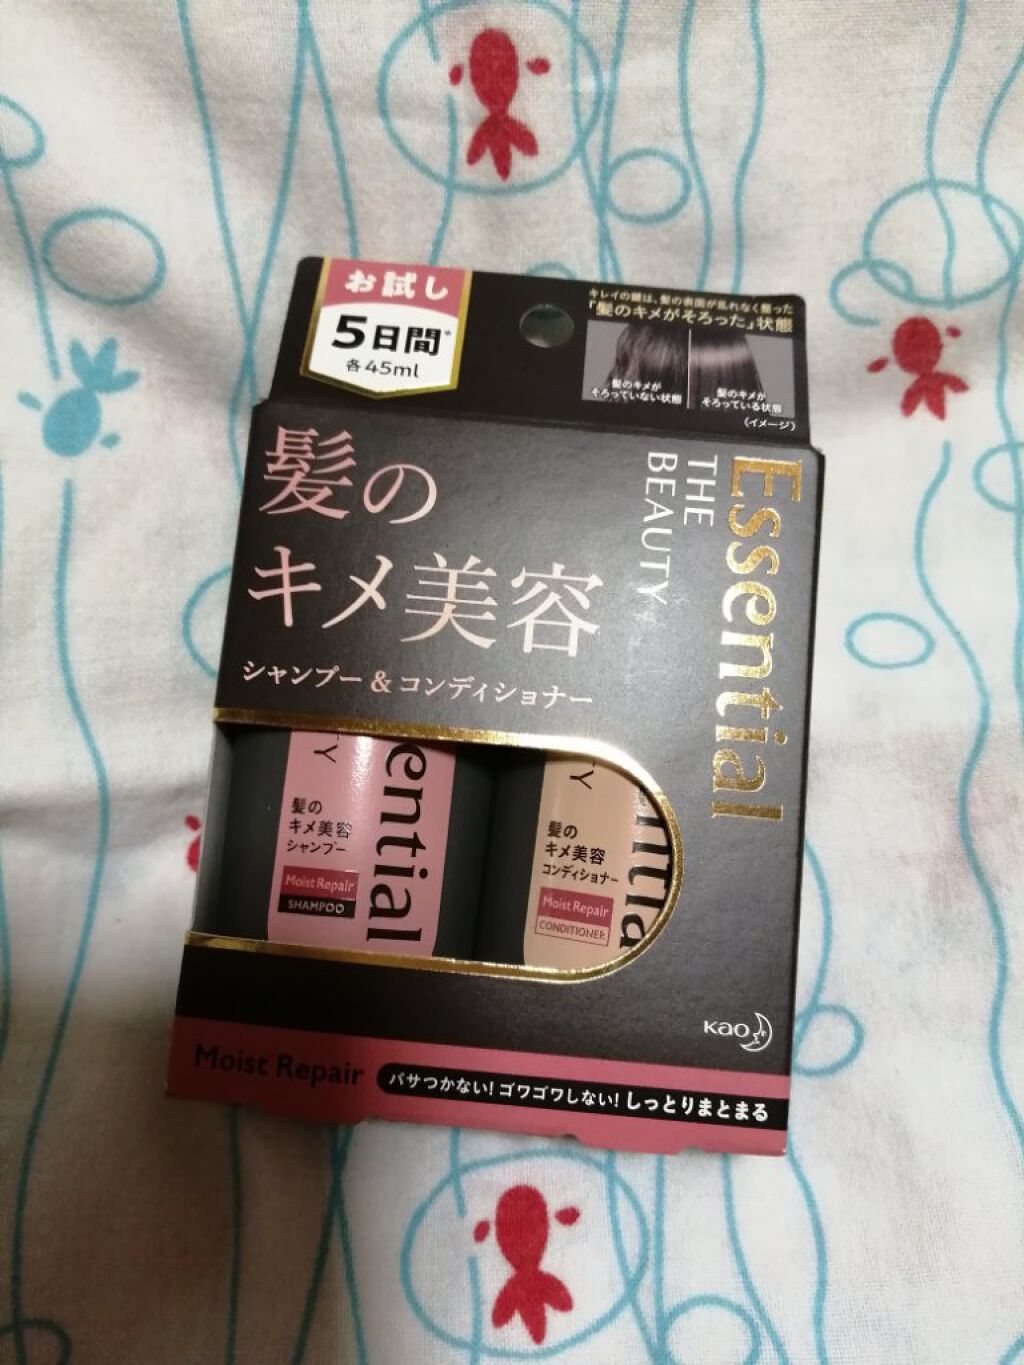 お試し
5日間*
各45ml
キレイの鍵は、髪の表面が乱れなく整った
「髪のキメがそろった」状態
髪のキメが
そろっていない状態
髪のキメが
そろっている状態
(イメージ)
Essential
THE
BEAUTY
髪の
キメ美容
シャンプー & コンディショナー
TY
ential
髪の
キメ美容
シャンプー
Moist Repair
SHAMPOO
TY
ential
髪の
キメ美容
コンディショナー
Moist Repair
CONDITIONER
Kao
Moist Repair
パサつかない! ゴワゴワしない! しっとりまとまる